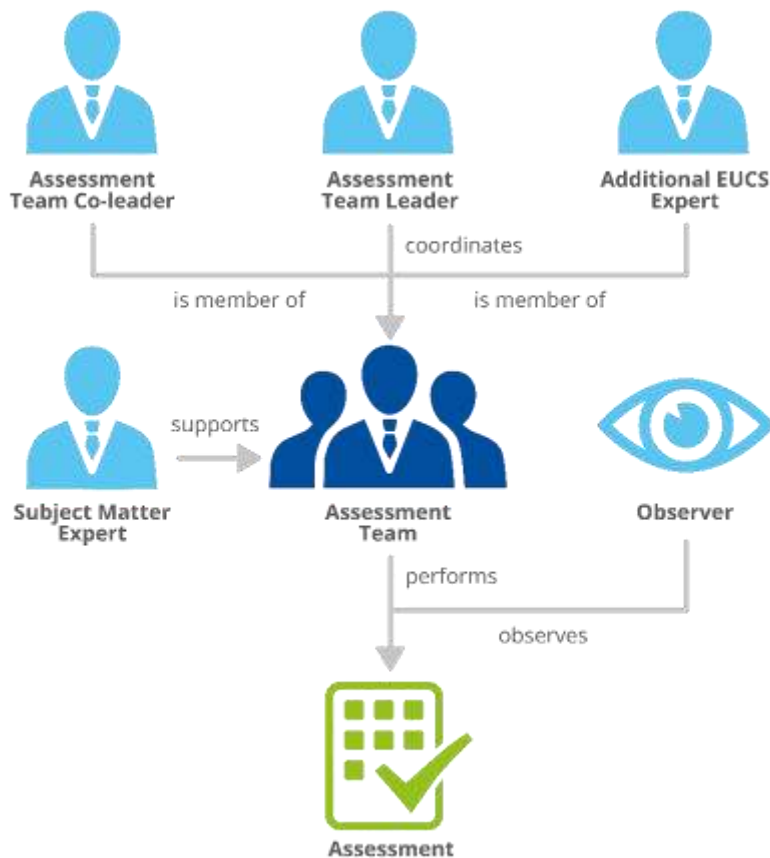 Assessment
Team Co-leader
Assessment
Team Leader
Additional EUCS
Expert
coordinates
is member of
is member of
supports
Subject Matter
Expert
Assessment
Team
Observer
performs
observes
Assessment